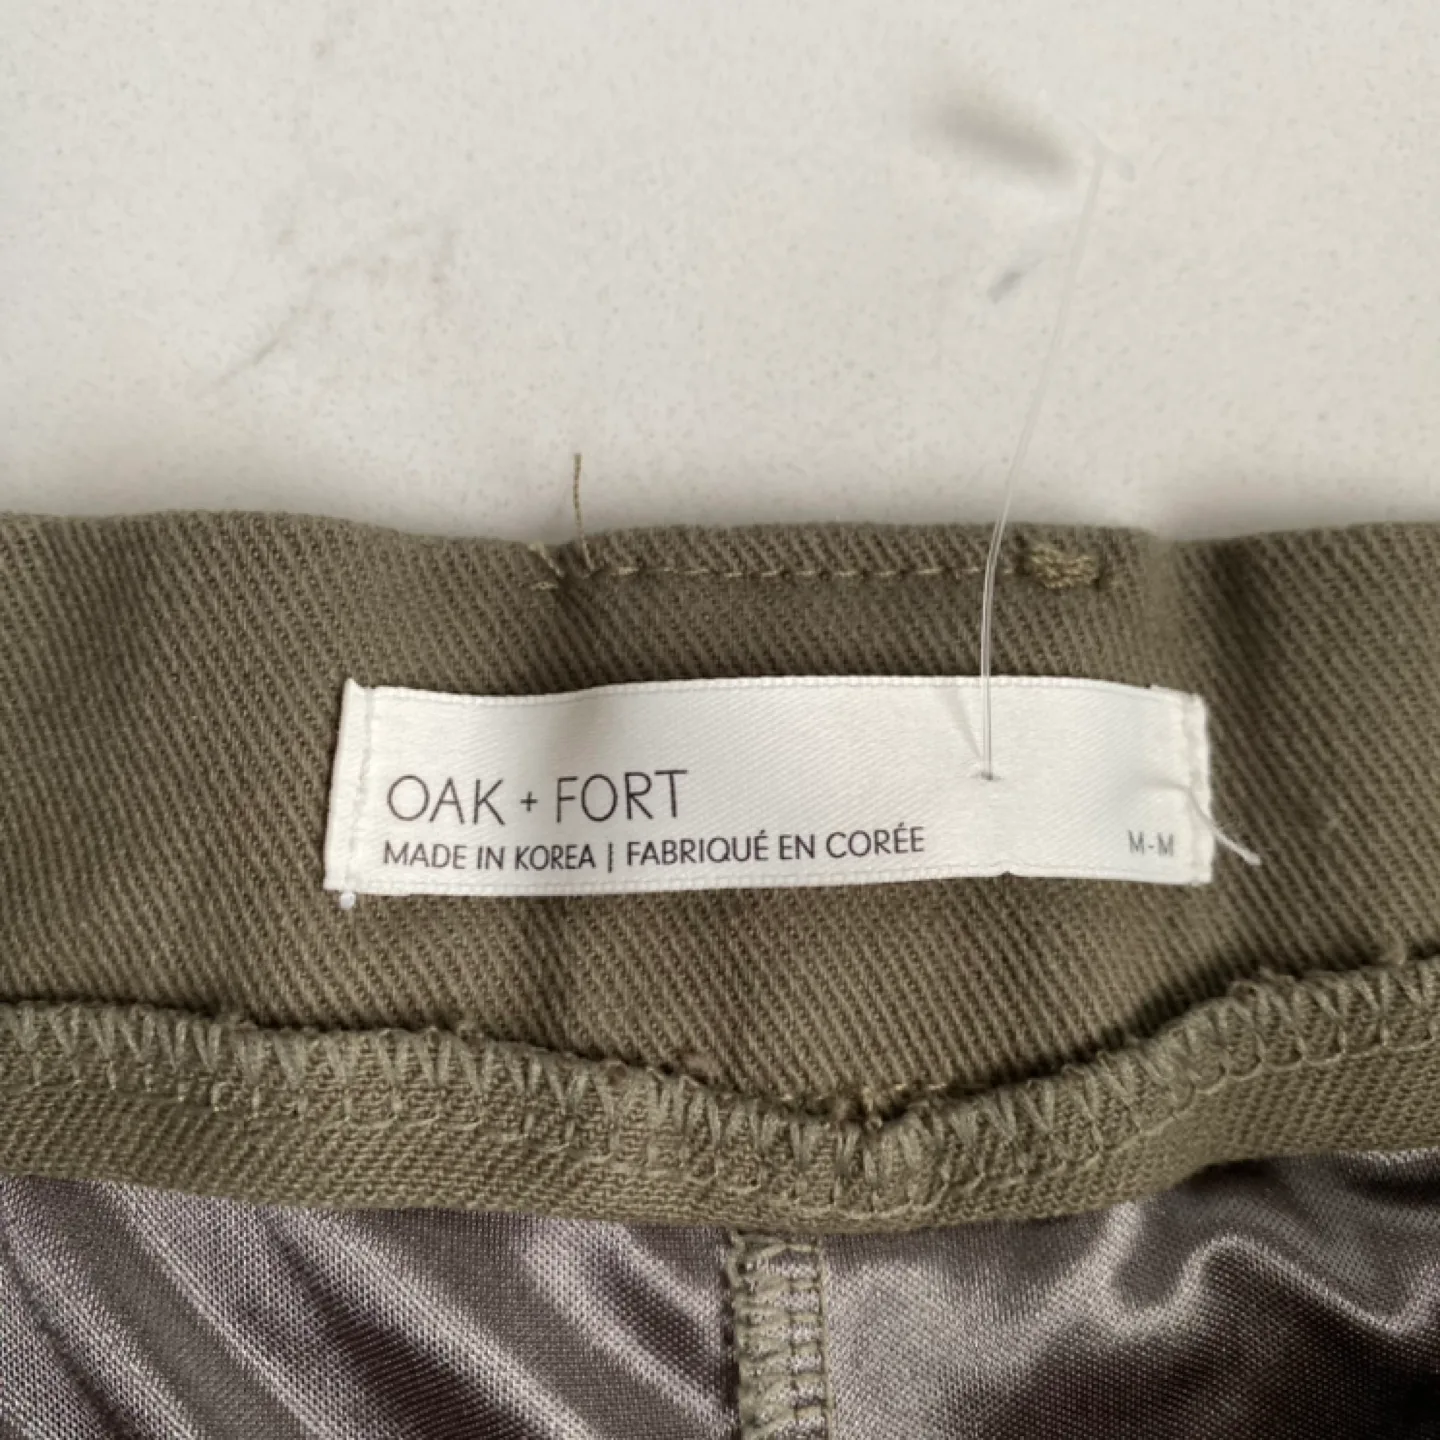 OAK + FORT
MADE IN KOREA | FABRIQUÉ EN CORÉE
M-M